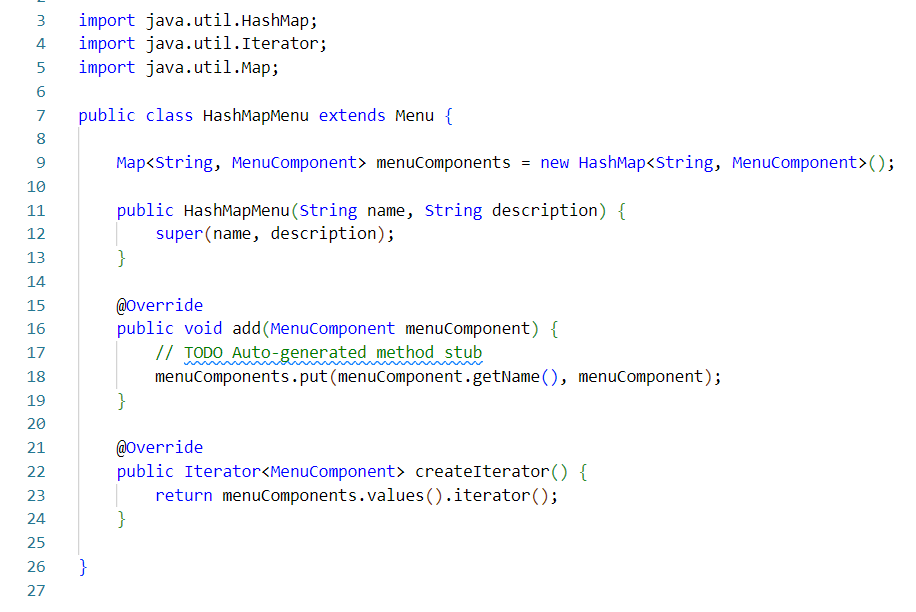 3 import java.util.HashMap;
4 import java.util.Iterator;
5 import java.util.Map;
6
7 public class HashMapMenu extends Menu {
8
9     Map<String, MenuComponent> menuComponents = new HashMap<String, MenuComponent>();
10
11     public HashMapMenu(String name, String description) {
12         super(name, description);
13     }
14
15     @Override
16     public void add(MenuComponent menuComponent) {
17         // TODO Auto-generated method stub
18         menuComponents.put(menuComponent.getName(), menuComponent);
19     }
20
21     @Override
22     public Iterator<MenuComponent> createIterator() {
23         return menuComponents.values().iterator();
24     }
25
26 }
27